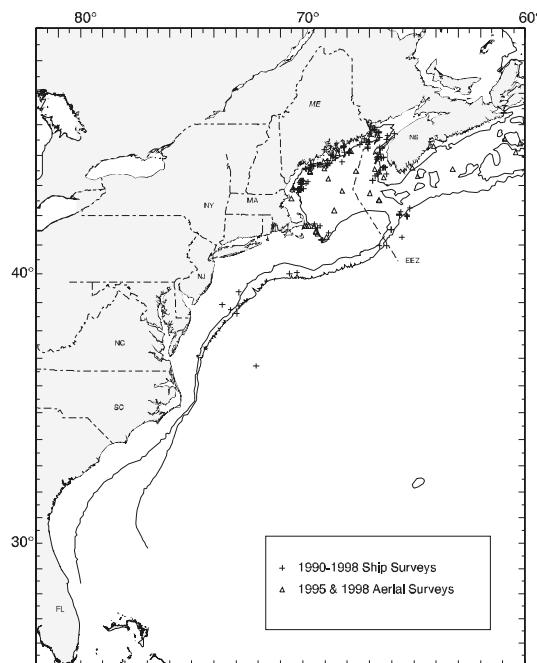 80° 70° 60°
ME
NS
NY MA
EEZ
NJ
40°
NC
SC
30°
1990-1998 Ship Surveys
1995 & 1998 Aerial Surveys
FL